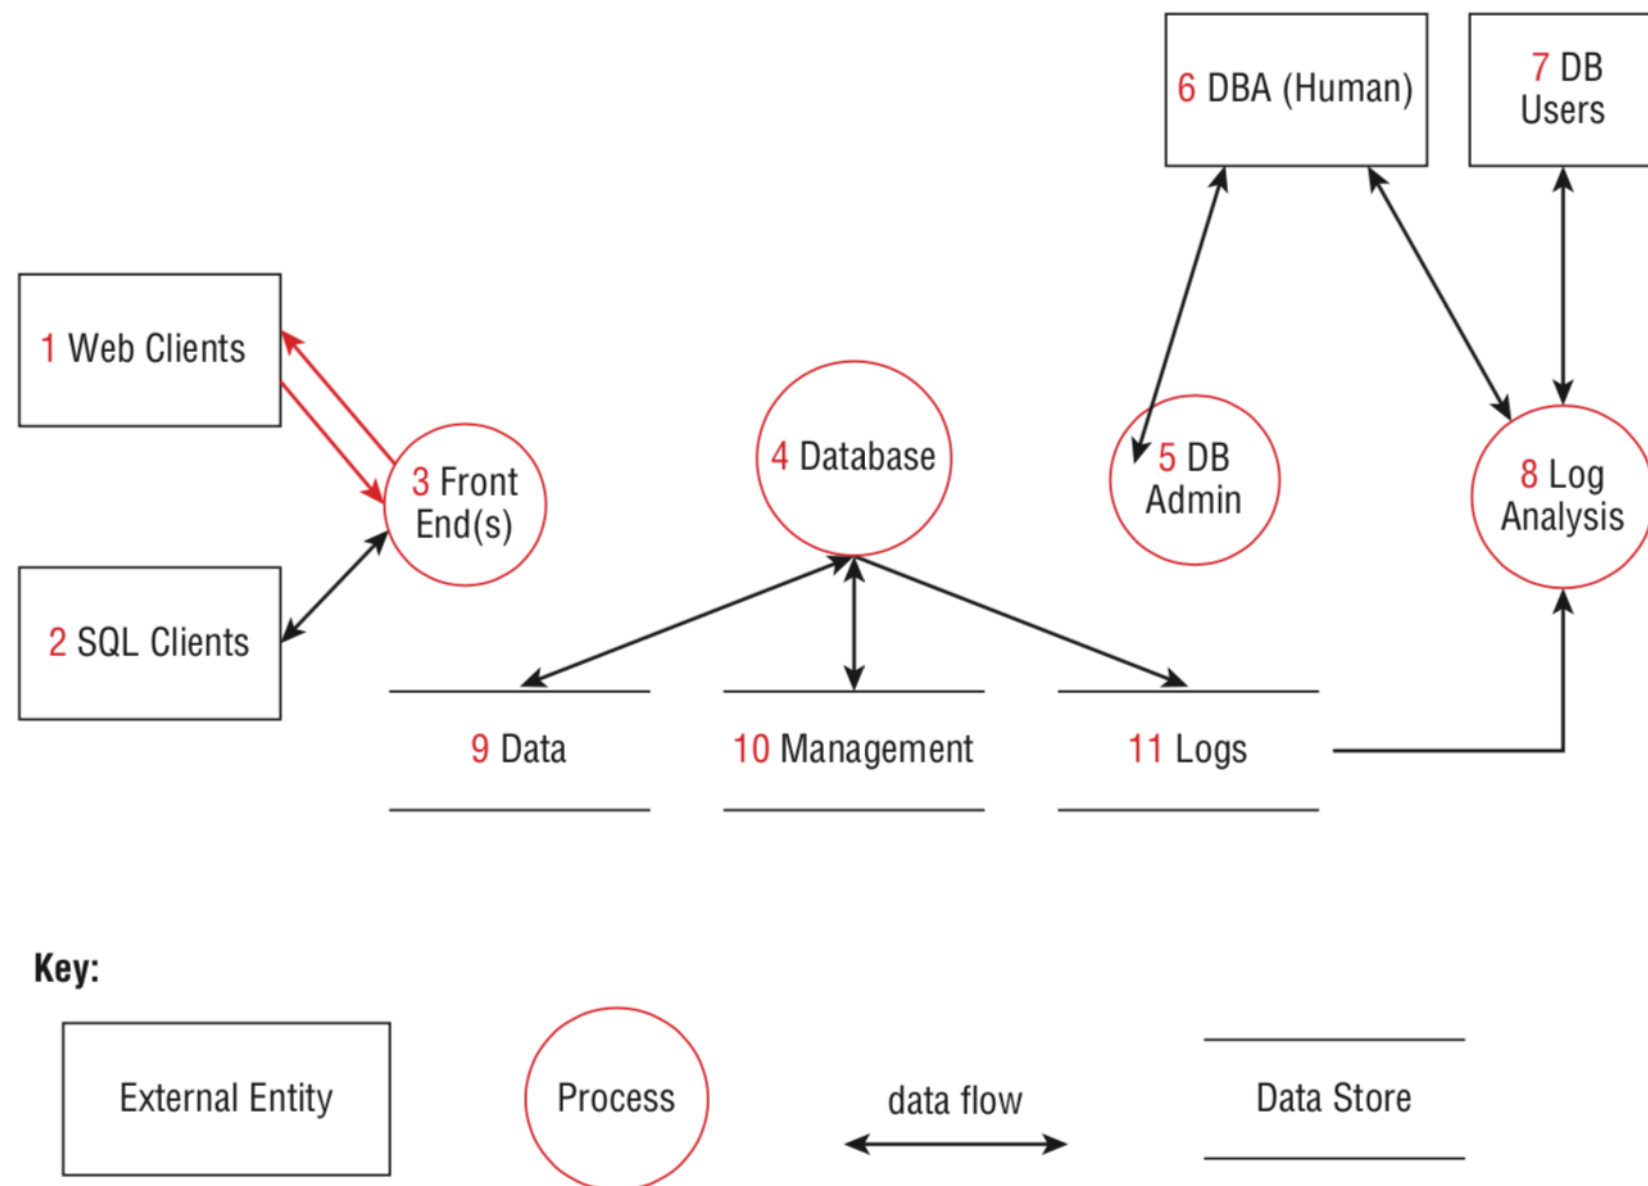 6 DBA (Human)
7 DB
Users
1 Web Clients
3 Front
End(s)
4 Database
5 DB
Admin
8 Log
Analysis
2 SQL Clients
9 Data
10 Management
11 Logs
Key:
External Entity
Process
data flow
Data Store